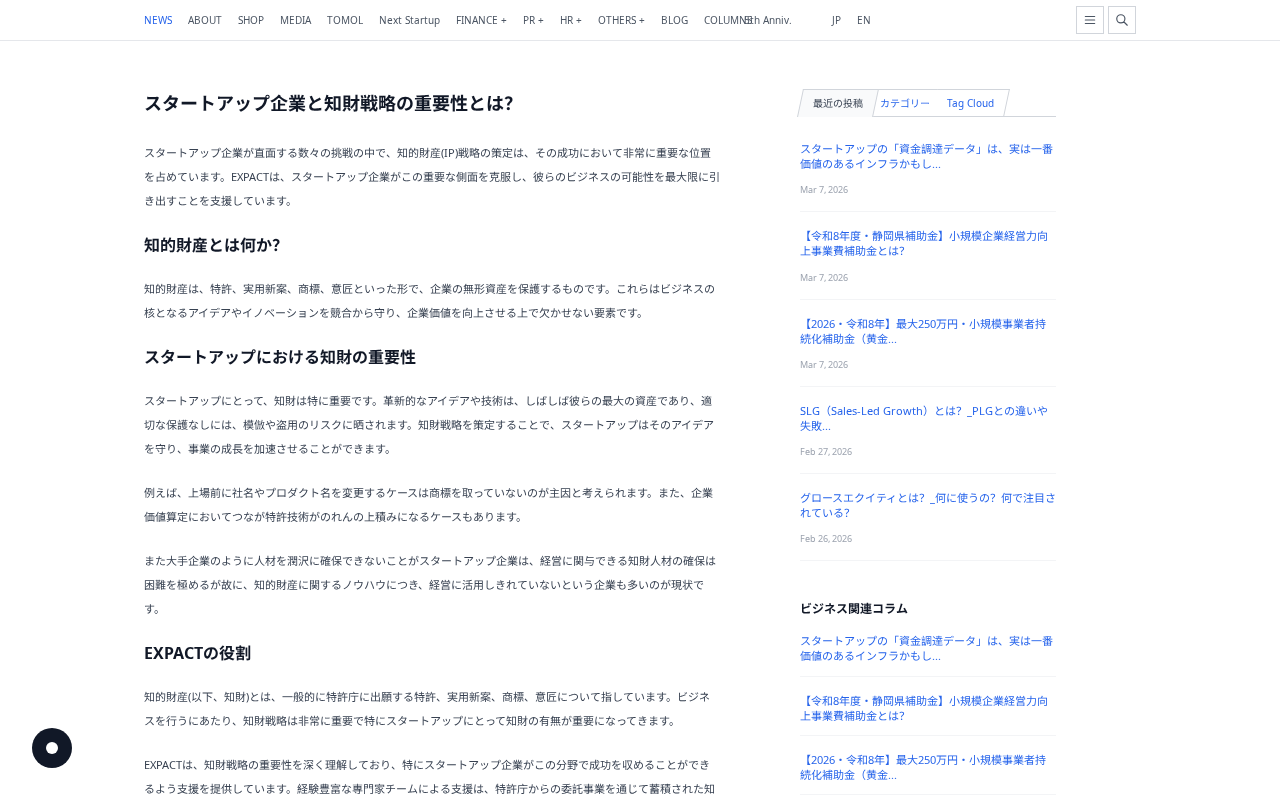 NEWS ABOUT SHOP MEDIA TOMOL Next Startup FINANCE + PR + HR + OTHERS + BLOG COLUMNS 5th Anniv. JP EN
スタートアップ企業と知財戦略の重要性とは？
スタートアップ企業が直面する数々の挑戦の中で、知的財産(IP)戦略の策定は、その成功において非常に重要な位置
を占めています。EXPACTは、スタートアップ企業がこの重要な側面を克服し、彼らのビジネスの可能性を最大限に引
き出すことを支援しています。
知的財産とは何か？
知的財産は、特許、実用新案、商標、意匠といった形で、企業の無形資産を保護するものです。これらはビジネスの
核となるアイデアやイノベーションを競合から守り、企業価値を向上させる上で欠かせない要素です。
スタートアップにおける知財の重要性
スタートアップにとって、知財は特に重要です。革新的なアイデアや技術は、しばしば彼らの最大の資産であり、適
切な保護なしには、模倣や盗用のリスクに晒されます。知財戦略を策定することで、スタートアップはそのアイデア
を守り、事業の成長を加速させることができます。
例えば、上場前に社名やプロダクト名を変更するケースは商標を取っていないのが主因と考えられます。また、企業
価値算定においてつなが特許技術がのれんの上積みになるケースもあります。
また大手企業のように人材を潤沢に確保できないことがスタートアップ企業は、経営に関与できる知財人材の確保は
困難を極めるが故に、知的財産に関するノウハウにつき、経営に活用しきれていないという企業も多いのが現状で
す。
EXPACTの役割
知的財産(以下、知財)とは、一般的に特許庁に出願する特許、実用新案、商標、意匠について指しています。ビジネ
スを行うにあたり、知財戦略は非常に重要で特にスタートアップにとって知財の有無が重要になってきます。
EXPACTは、知財戦略の重要性を深く理解しており、特にスタートアップ企業がこの分野で成功を収めることができ
るよう支援を提供しています。経験豊富な専門家チームによる支援は、特許庁からの委託事業を通じて蓄積された知
最近の投稿 カテゴリー Tag Cloud
スタートアップの「資金調達データ」は、実は一番
価値のあるインフラかもし...
Mar 7, 2026
【令和8年度・静岡県補助金】小規模企業経営力向
上事業費補助金とは？
Mar 7, 2026
【2026・令和8年】最大250万円・小規模事業者持
続化補助金（黄金...
Mar 7, 2026
SLG（Sales-Led Growth）とは？_PLGとの違いや
失敗...
Feb 27, 2026
グロースエクイティとは？_何に使うの？何で注目さ
れている？
Feb 26, 2026
ビジネス関連コラム
スタートアップの「資金調達データ」は、実は一番
価値のあるインフラかもし...
【令和8年度・静岡県補助金】小規模企業経営力向
上事業費補助金とは？
【2026・令和8年】最大250万円・小規模事業者持
続化補助金（黄金...